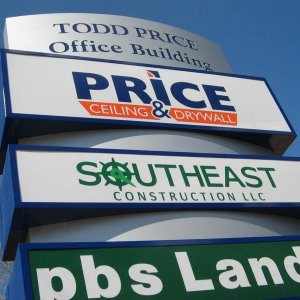 TODD PRICE
Office Building
PRICE
CEILING & DRYWALL
SOUTHEAST
CONSTRUCTION LLC
pbs Land